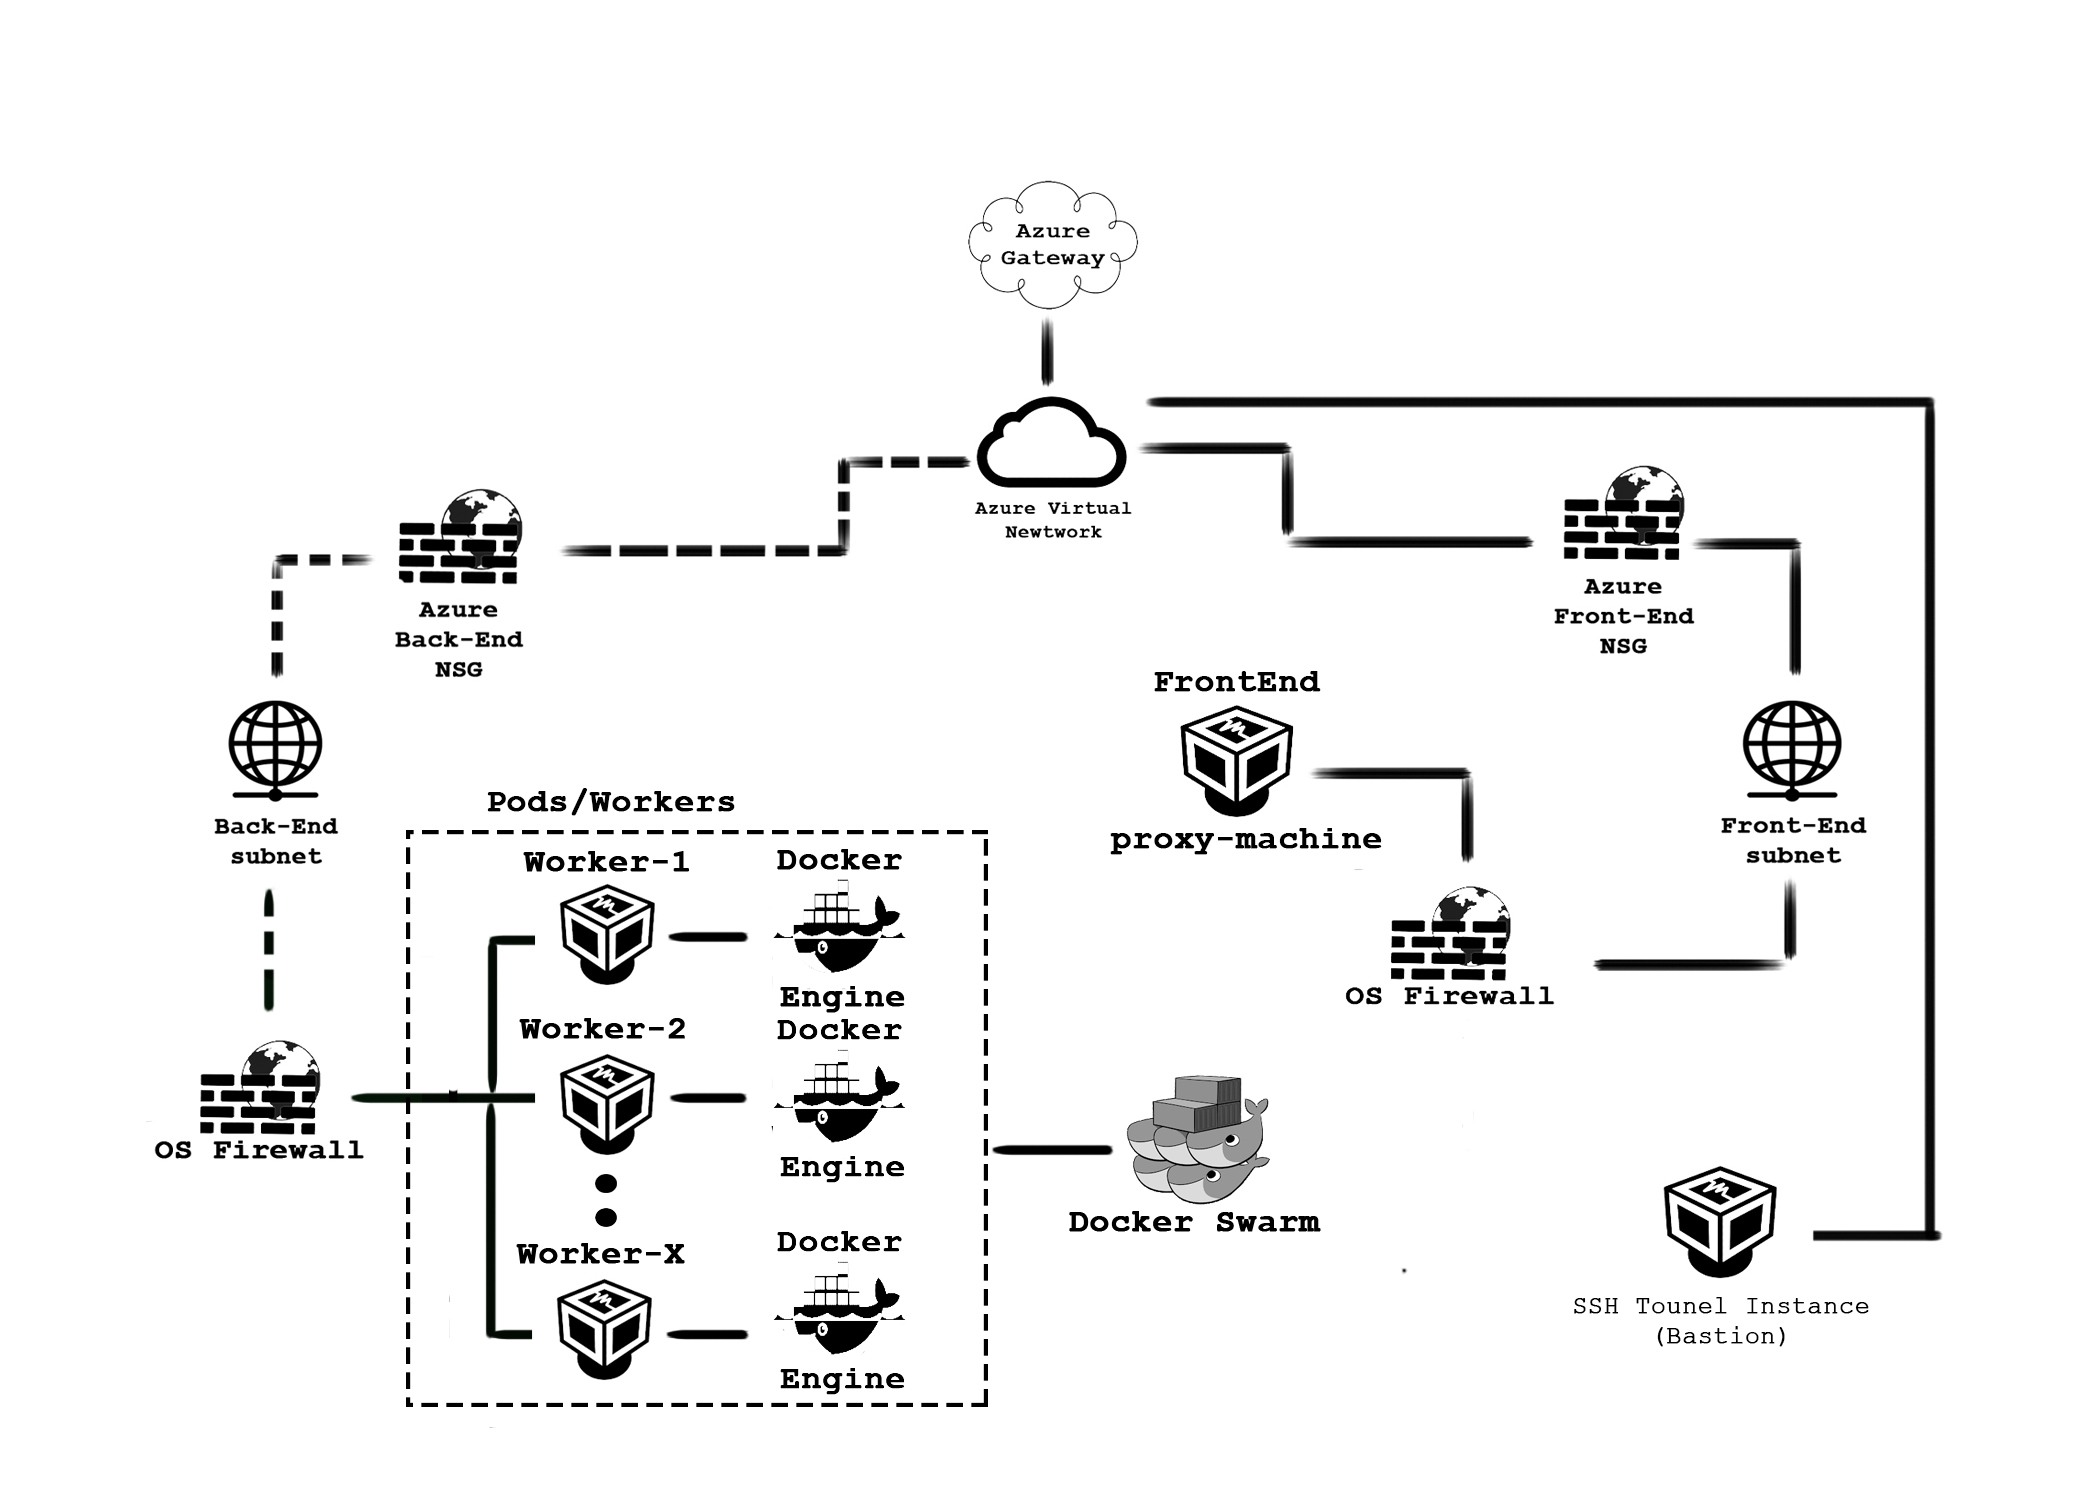 Azure
Gateway
Azure Virtual
Newtwork
Azure
Back-End
NSG
Azure
Front-End
NSG
FrontEnd
proxy-machine
Back-End
subnet
Front-End
subnet
Pods/Workers
Worker-1
Docker
Engine
Worker-2
Docker
Engine
Worker-X
Docker
Engine
OS Firewall
OS Firewall
Docker Swarm
SSH Tounel Instance
(Bastion)